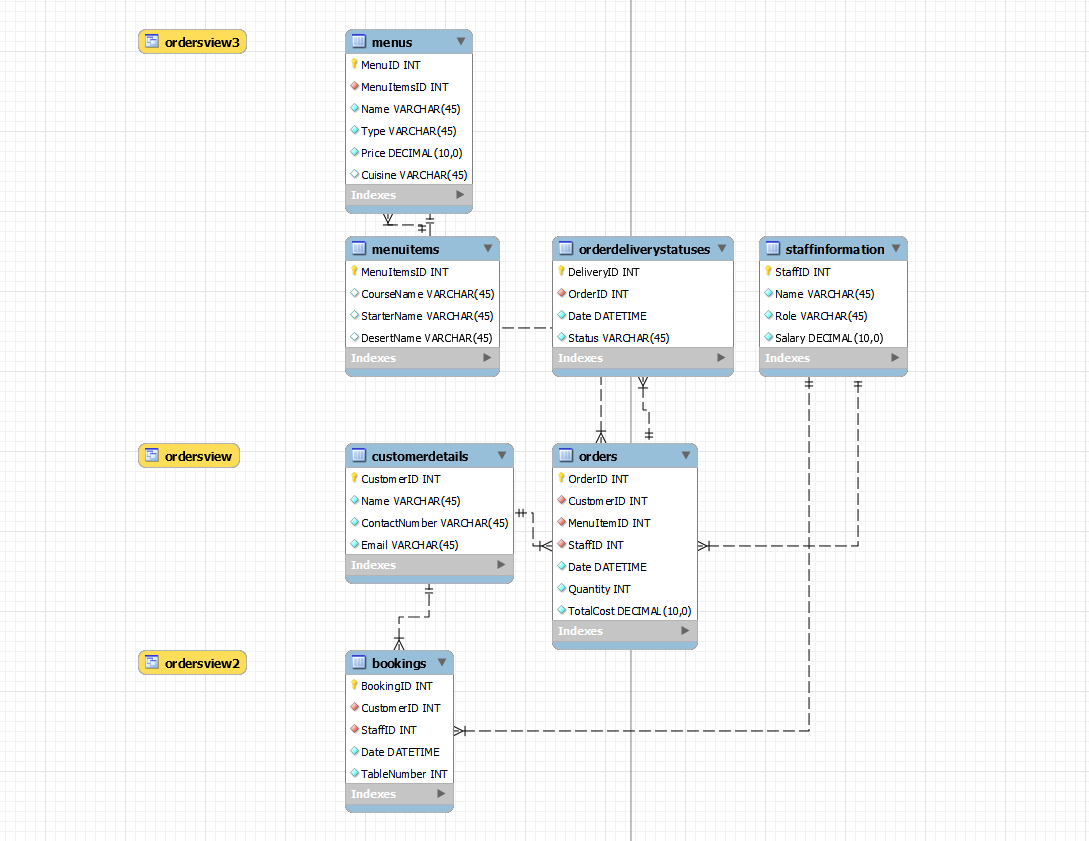 ordersview3
menus
MenuID INT
MenuItemsID INT
Name VARCHAR(45)
Type VARCHAR(45)
Price DECIMAL(10,0)
Cuisine VARCHAR(45)
Indexes
menuitems
MenuItemsID INT
CourseName VARCHAR(45)
StarterName VARCHAR(45)
DesertName VARCHAR(45)
Indexes
orderdeliverystatuses
DeliveryID INT
OrderID INT
Date DATETIME
Status VARCHAR(45)
Indexes
staffinformation
StaffID INT
Name VARCHAR(45)
Role VARCHAR(45)
Salary DECIMAL(10,0)
Indexes
ordersview
customerdetails
CustomerID INT
Name VARCHAR(45)
ContactNumber VARCHAR(45)
Email VARCHAR(45)
Indexes
orders
OrderID INT
CustomerID INT
MenuItemID INT
StaffID INT
Date DATETIME
Quantity INT
TotalCost DECIMAL(10,0)
Indexes
ordersview2
bookings
BookingID INT
CustomerID INT
StaffID INT
Date DATETIME
TableNumber INT
Indexes